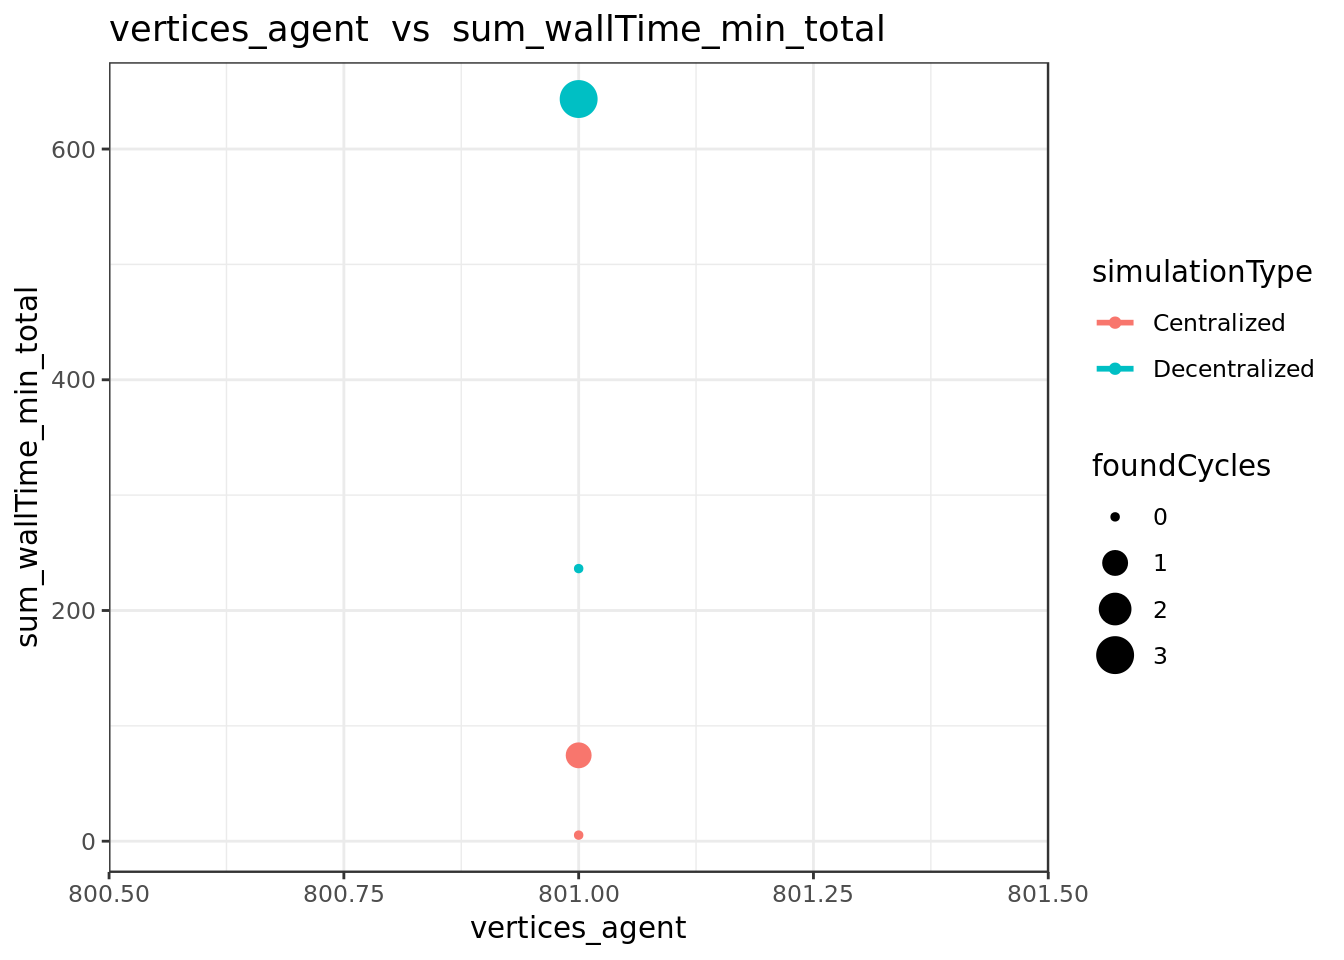 vertices_agent vs sum_wallTime_min_total
sum_wallTime_min_total
600
400
200
0
800.50 800.75 801.00 801.25 801.50
vertices_agent
simulationType
Centralized
Decentralized
foundCycles
0
1
2
3